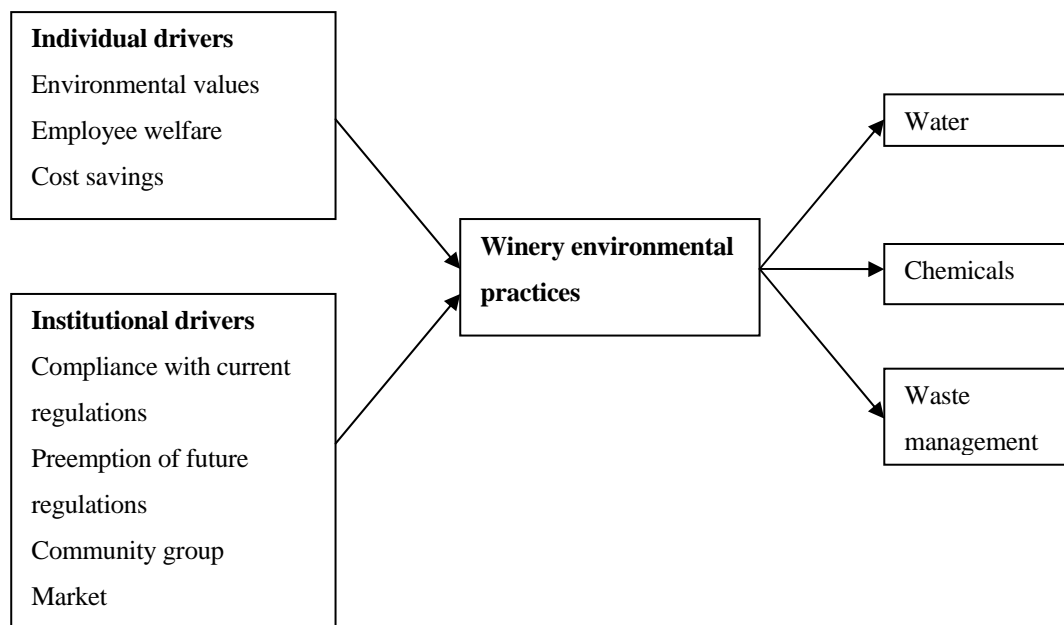 Individual drivers
Environmental values
Employee welfare
Cost savings
Institutional drivers
Compliance with current
regulations
Preemption of future
regulations
Community group
Market
Winery environmental
practices
Water
Chemicals
Waste
management